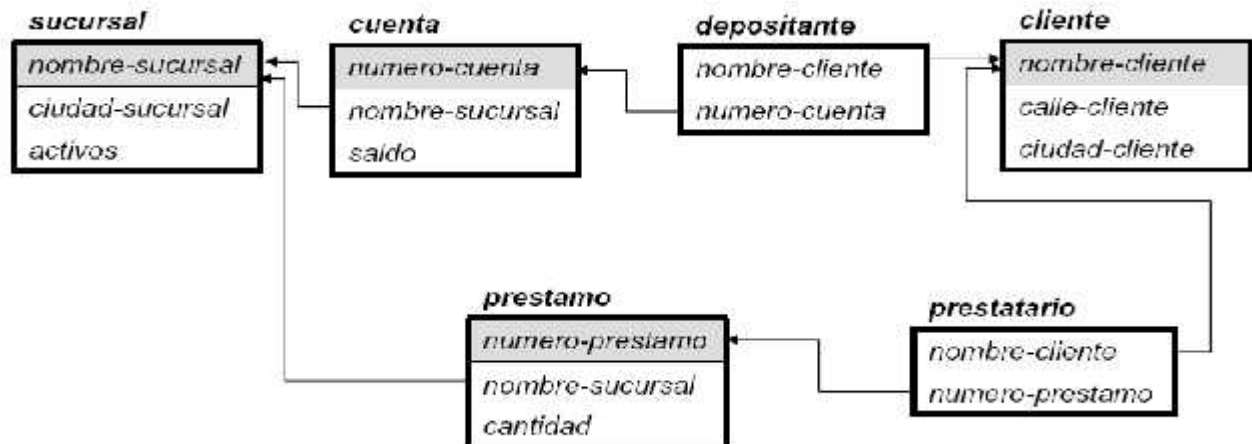 sucursal
nombre-sucursal
ciudad-sucursal
activos
cuenta
numero-cuenta
nombre-sucursal
saldo
depositante
nombre-cliente
numero-cuenta
cliente
nombre-cliente
calle-cliente
ciudad-cliente
prestamo
numero-prestamo
nombre-sucursal
cantidad
prestatario
nombre-cliente
numero-prestamo